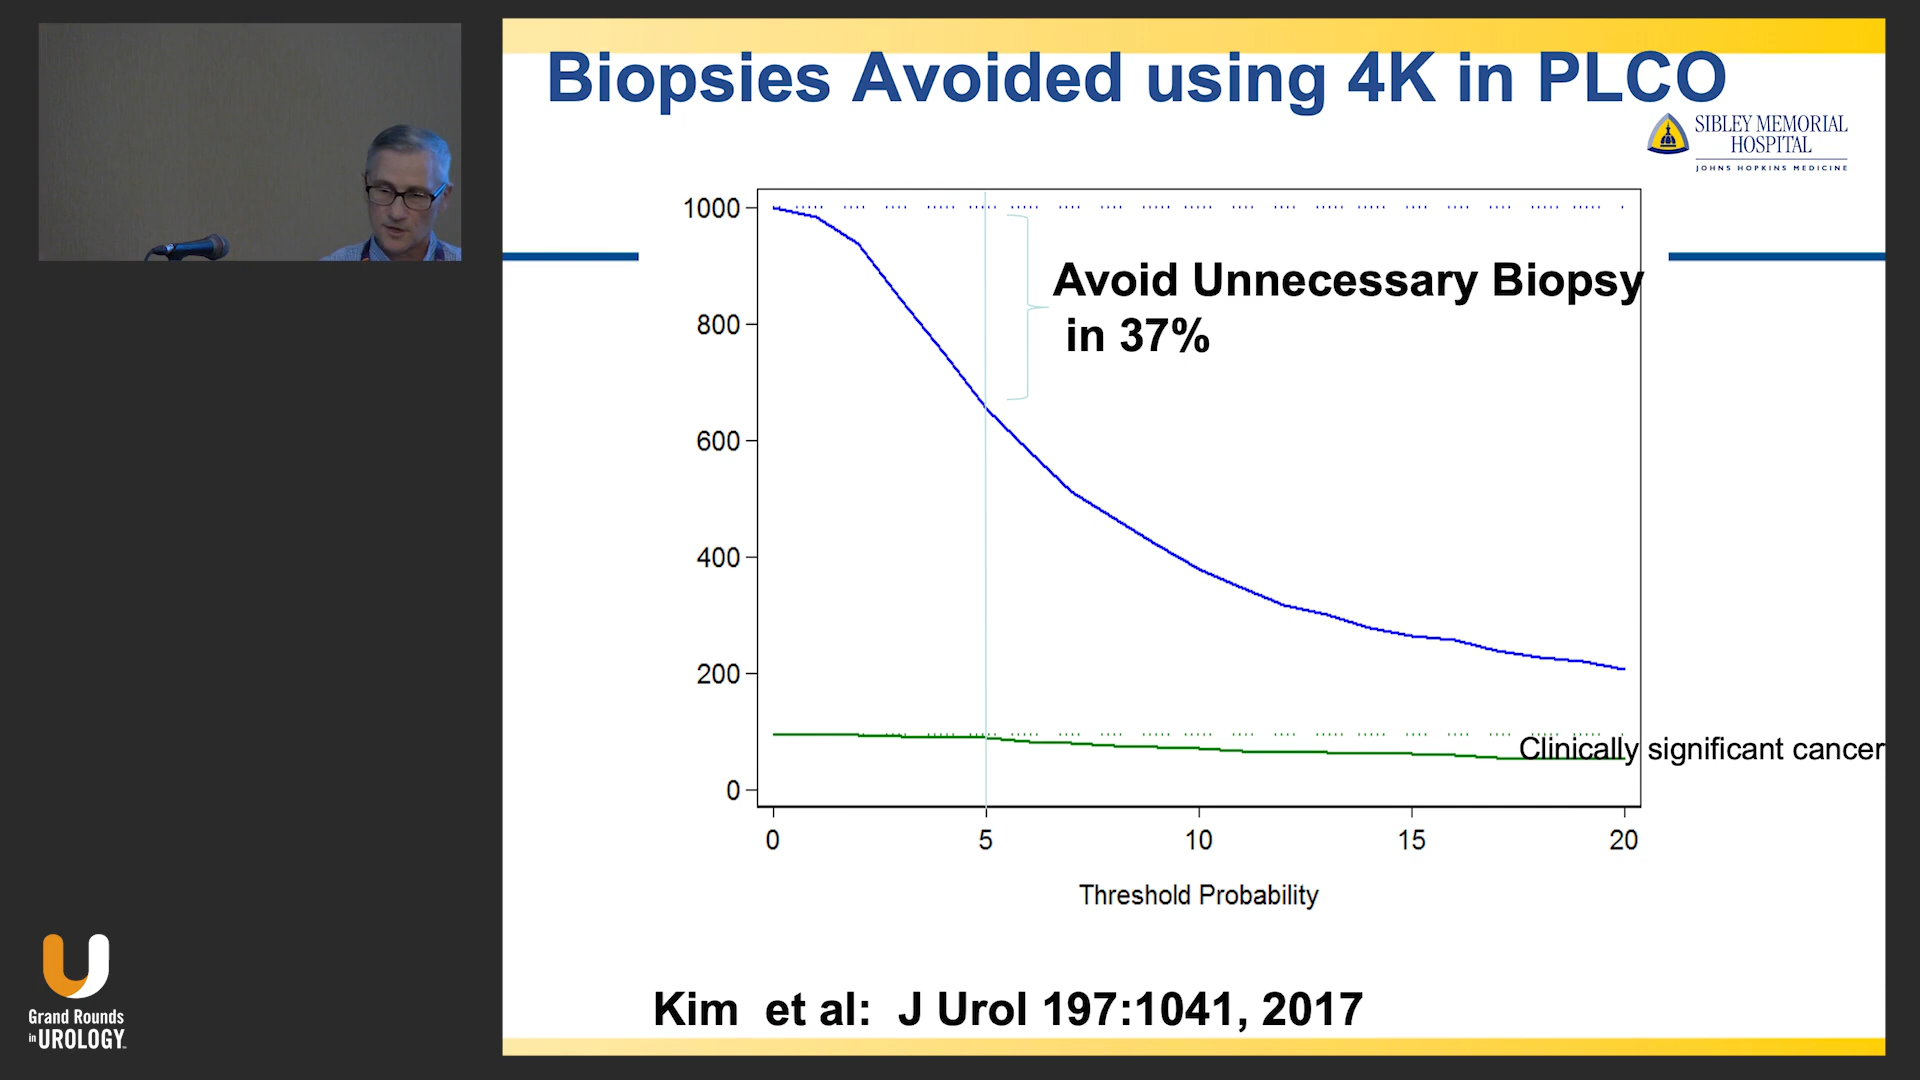 Biopsies Avoided using 4K in PLCO
SIBLEY MEMORIAL
HOSPITAL
JOHNS HOPKINS MEDICINE
1000
800
600
400
200
0
Avoid Unnecessary Biopsy
in 37%
Clinically significant cancer
0 5 10 15 20
Threshold Probability
Kim et al: J Urol 197:1041, 2017
Grand Rounds
in UROLOGY